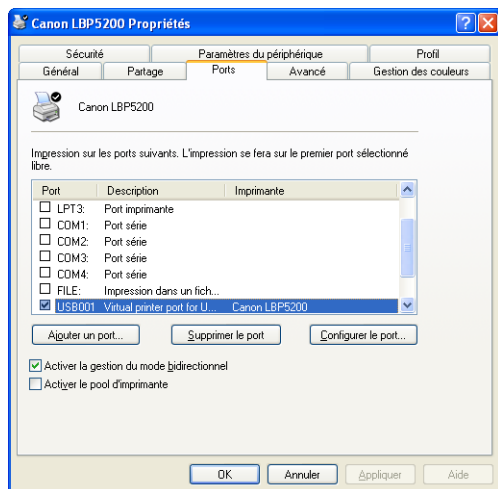 Canon LBP5200 Propriétés
Sécurité Paramètres du périphérique Profil
Général Partage Ports Avancé Gestion des couleurs
Canon LBP5200
Impression sur les ports suivants. L'impression se fera sur le premier port sélectionné
libre.
Port Description Imprimante
LPT3: Port imprimante
COM1: Port série
COM2: Port série
COM3: Port série
COM4: Port série
FILE: Impression dans un fich...
USB001 Virtual printer port for U... Canon LBP5200
Ajouter un port... Supprimer le port Configurer le port...
Activer la gestion du mode bidirectionnel
Activer le pool d'imprimante
OK Annuler Appliquer Aide